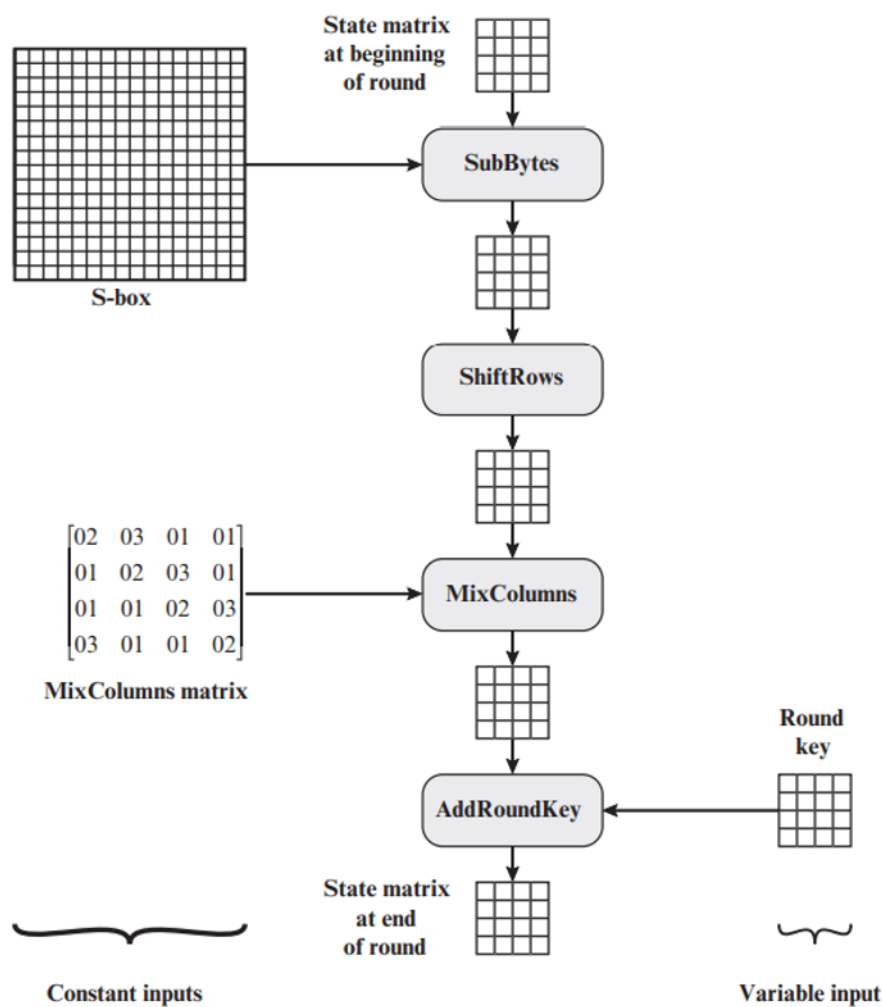 State matrix
at beginning
of round
SubBytes
S-box
ShiftRows
02 03 01 01
01 02 03 01
01 01 02 03
03 01 01 02
MixColumns
MixColumns matrix
Round
key
AddRoundKey
State matrix
at end
of round
Constant inputs
Variable input